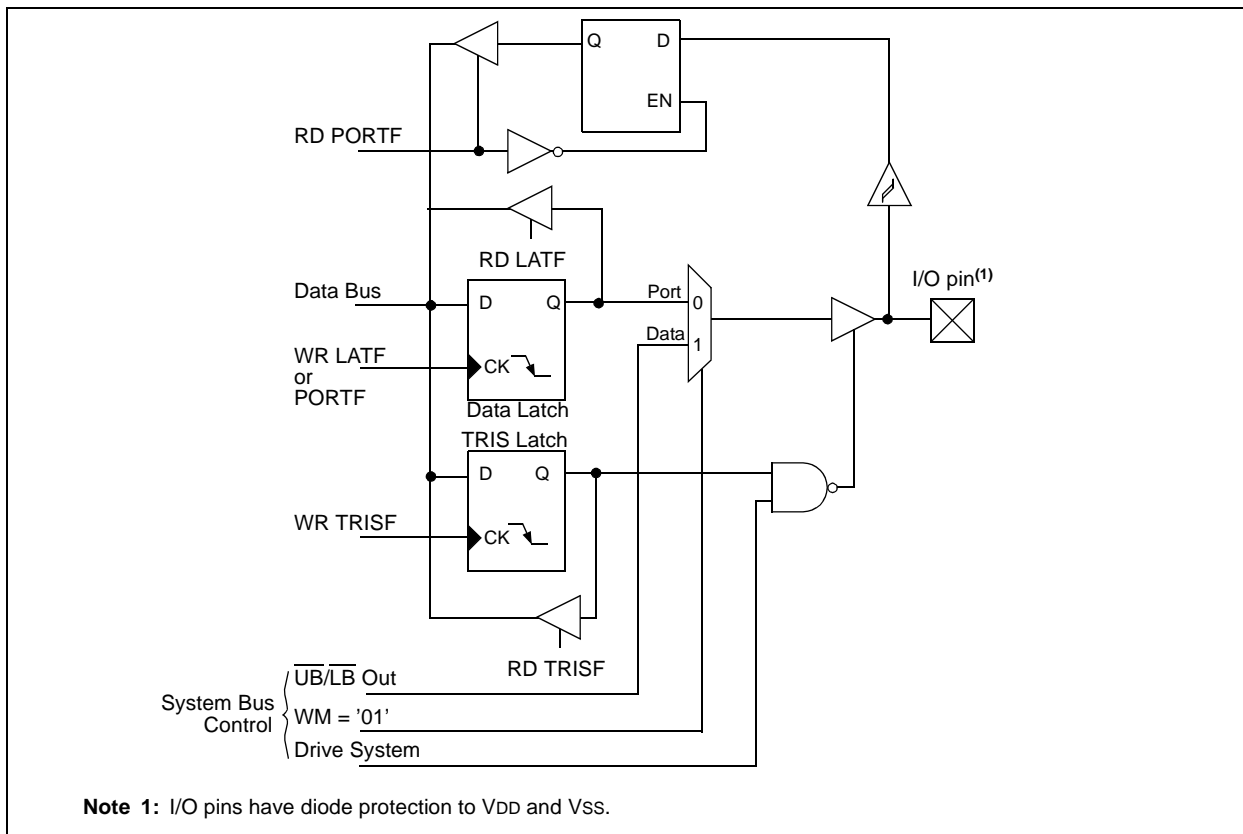 Q D
EN
RD PORTF
RD LATF
I/O pin(1)
Data Bus
D Q
Port 0
Data 1
WR LATF
or
PORTF
CK
Data Latch
TRIS Latch
D Q
WR TRISF
CK
RD TRISF
U̅B̅/L̅B̅ Out
System Bus
Control
WM = '01'
Drive System
Note 1: I/O pins have diode protection to VDD and VSS.